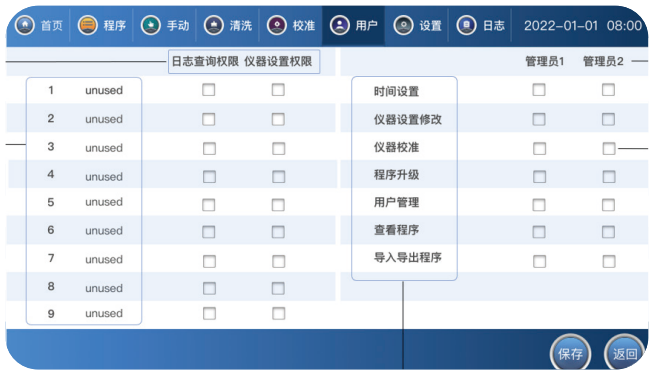 首页 程序 手动 清洗 校准 用户 设置 日志 2022-01-01 08:00
日志查询权限 仪器设置权限 管理员1 管理员2
1 unused 时间设置
2 unused 仪器设置修改
3 unused 仪器校准
4 unused 程序升级
5 unused 用户管理
6 unused 查看程序
7 unused 导入导出程序
8 unused
9 unused
保存 返回